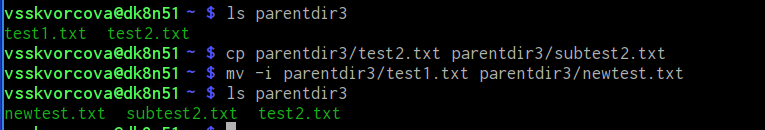 vsskvorcova@dk8n51 ~ $ ls parentdir3
test1.txt  test2.txt
vsskvorcova@dk8n51 ~ $ cp parentdir3/test2.txt parentdir3/subtest2.txt
vsskvorcova@dk8n51 ~ $ mv -i parentdir3/test1.txt parentdir3/newtest.txt
vsskvorcova@dk8n51 ~ $ ls parentdir3
newtest.txt  subtest2.txt  test2.txt